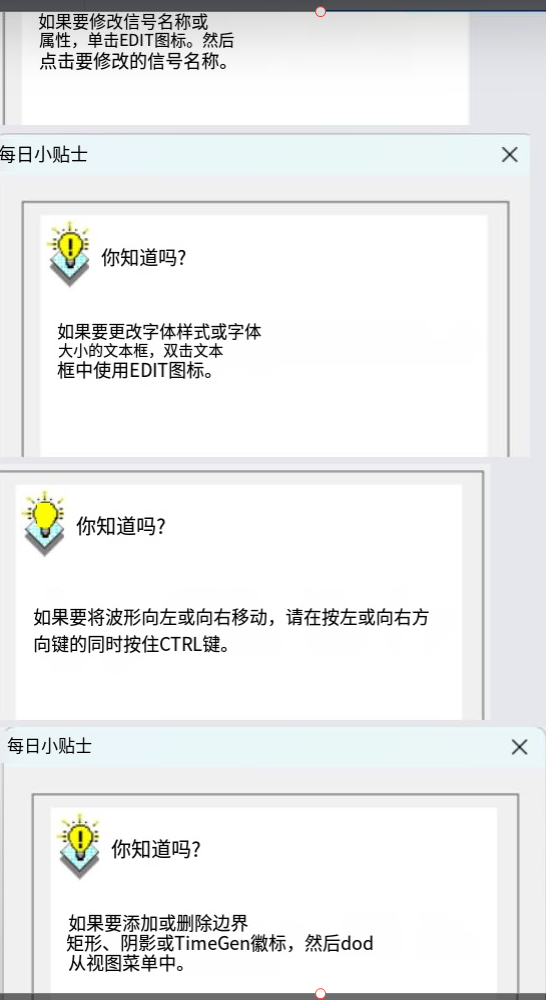 如果要修改信号名称或
属性，单击EDIT图标。然后
点击要修改的信号名称。
每日小贴士
你知道吗?
如果要更改字体样式或字体
大小的文本框，双击文本
框中使用EDIT图标。
你知道吗?
如果要将波形向左或向右移动，请在按左或向右方
向键的同时按住CTRL键。
每日小贴士
你知道吗?
如果要添加或删除边界
矩形、阴影或TimeGen徽标，然后dod
从视图菜单中。